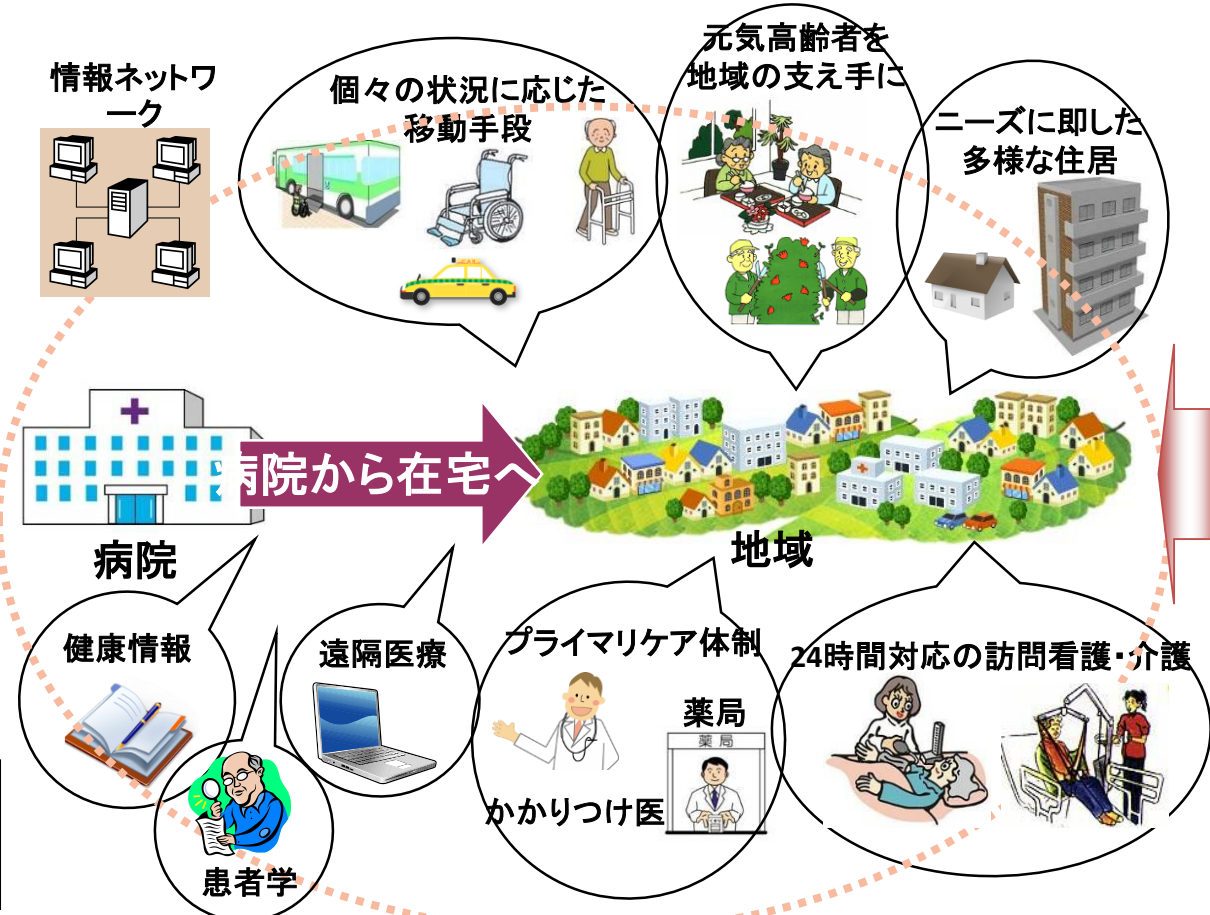 情報ネットワ
ーク
個々の状況に応じた
移動手段
元気高齢者を
地域の支え手に
ニーズに即した
多様な住居
病院から在宅へ
病院
地域
健康情報
遠隔医療
プライマリケア体制
24時間対応の訪問看護・介護
薬局
薬局
かかりつけ医
患者学